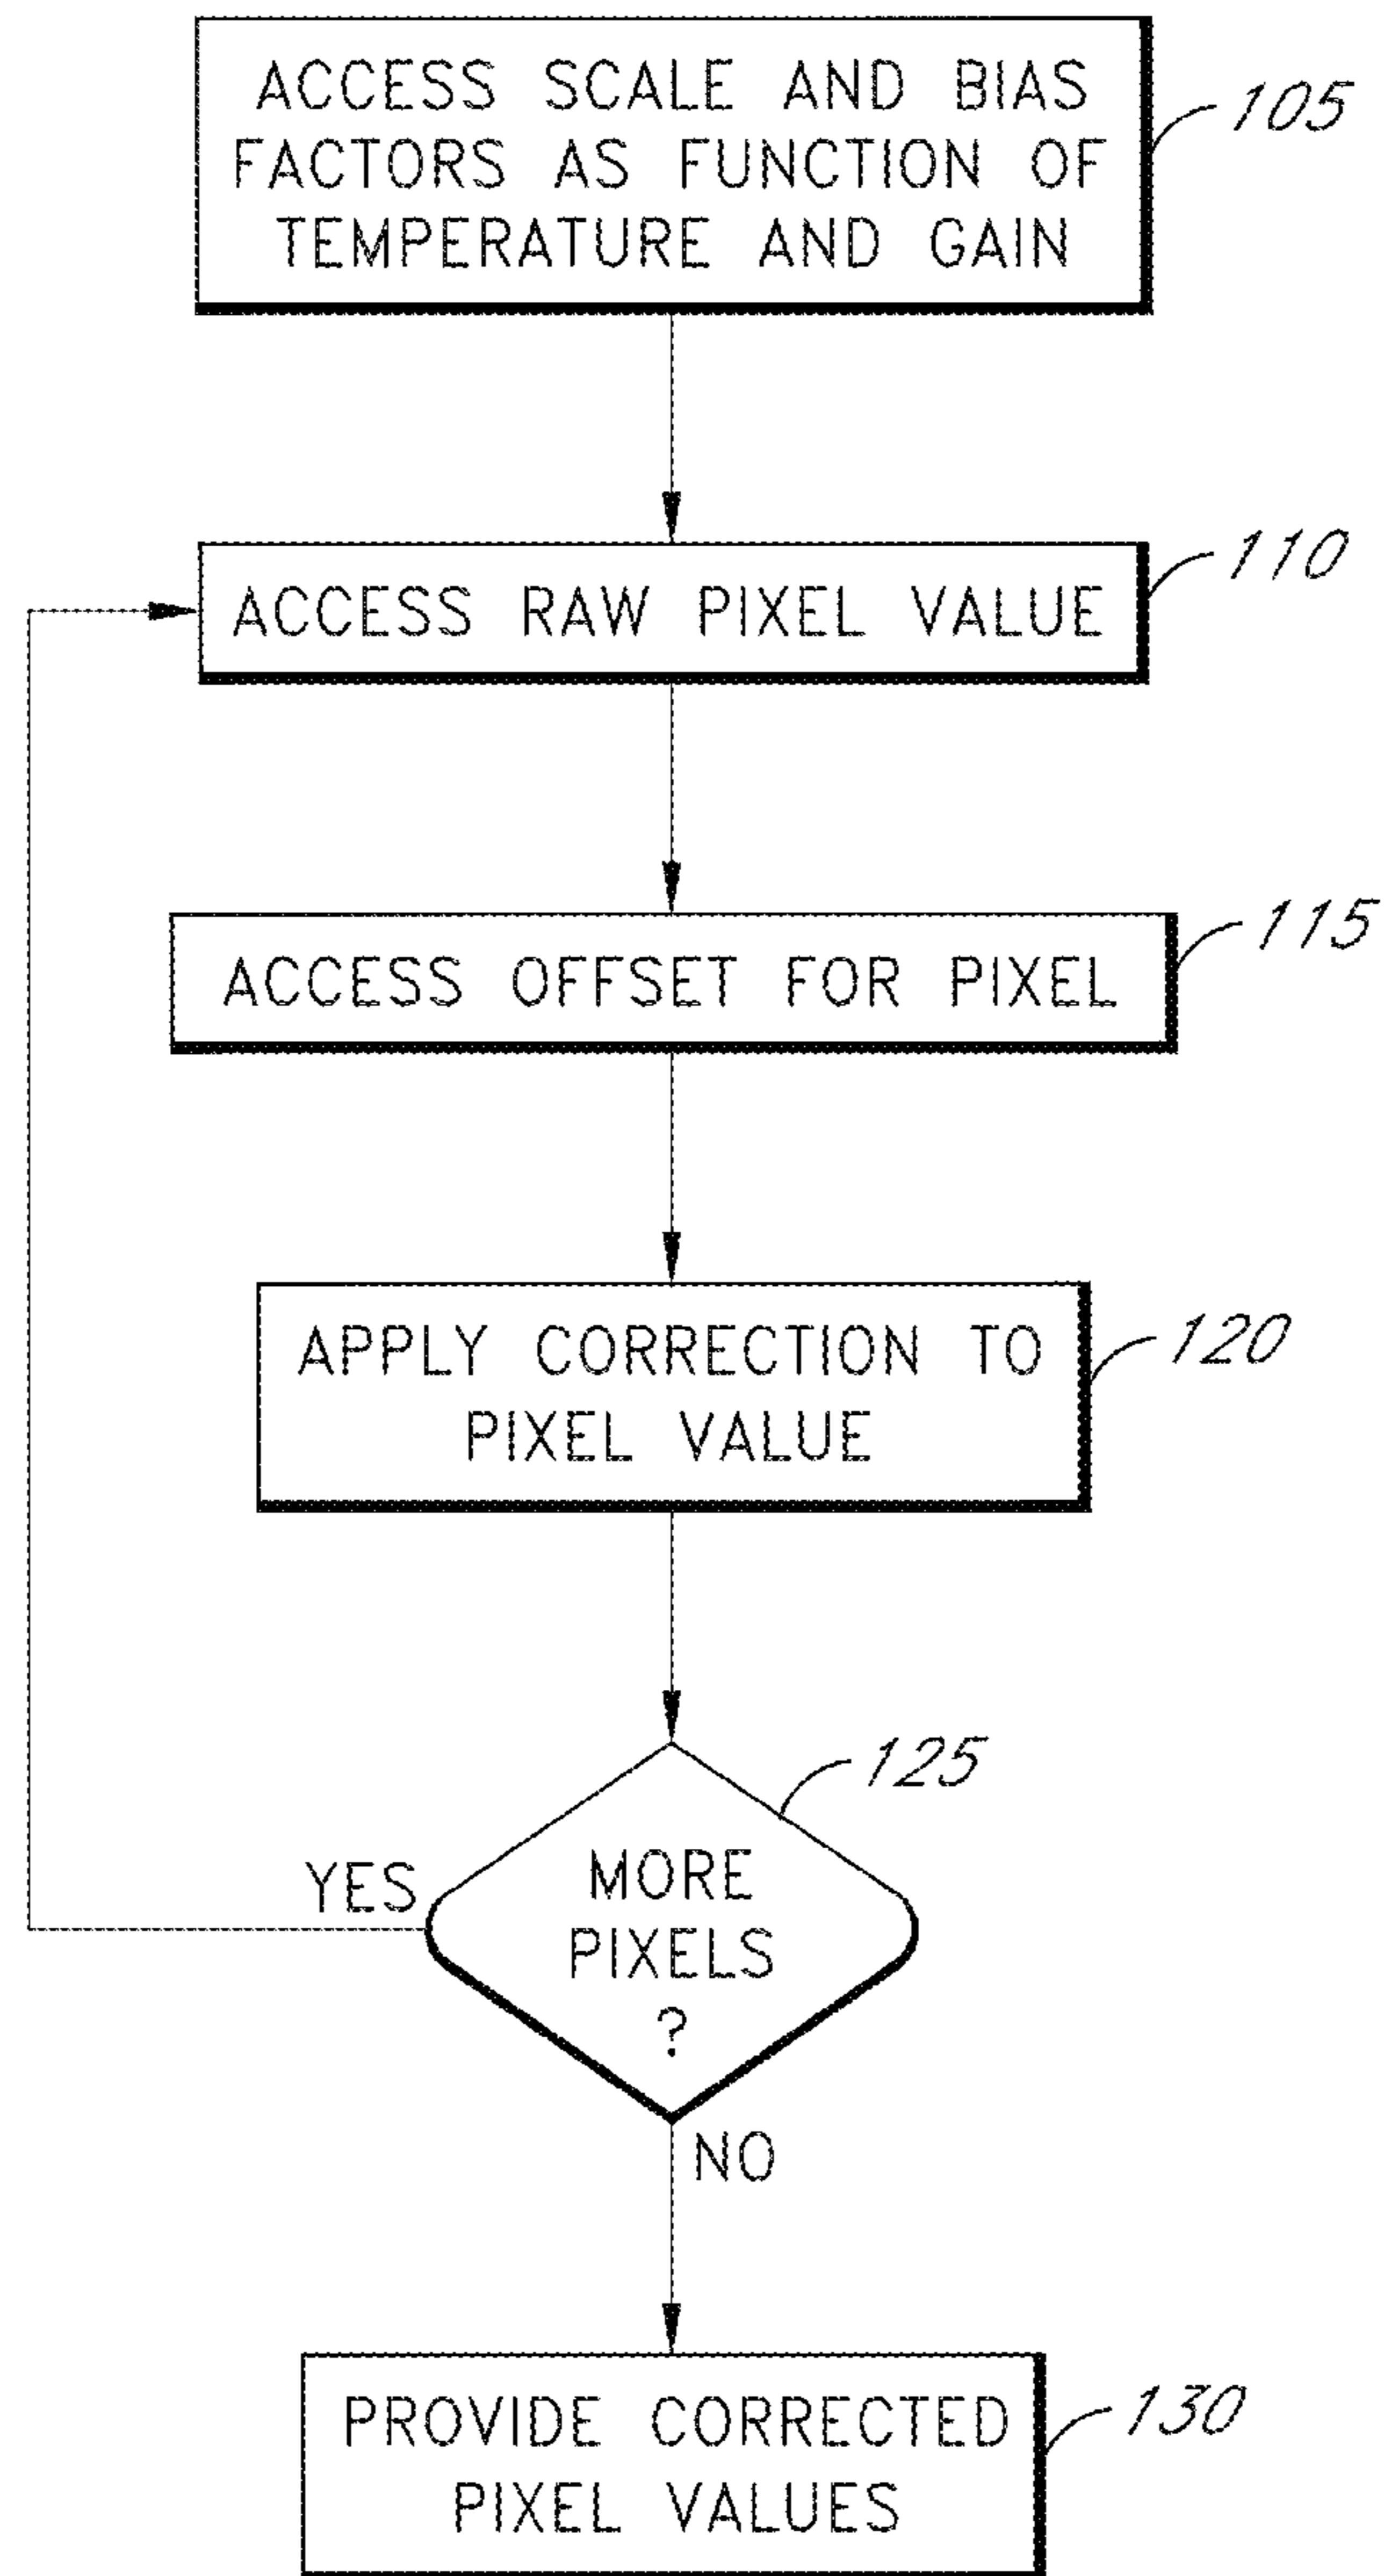 ACCESS SCALE AND BIAS
FACTORS AS FUNCTION OF
TEMPERATURE AND GAIN
105
ACCESS RAW PIXEL VALUE
110
ACCESS OFFSET FOR PIXEL
115
APPLY CORRECTION TO
PIXEL VALUE
120
125
YES
MORE
PIXELS
?
NO
PROVIDE CORRECTED
PIXEL VALUES
130